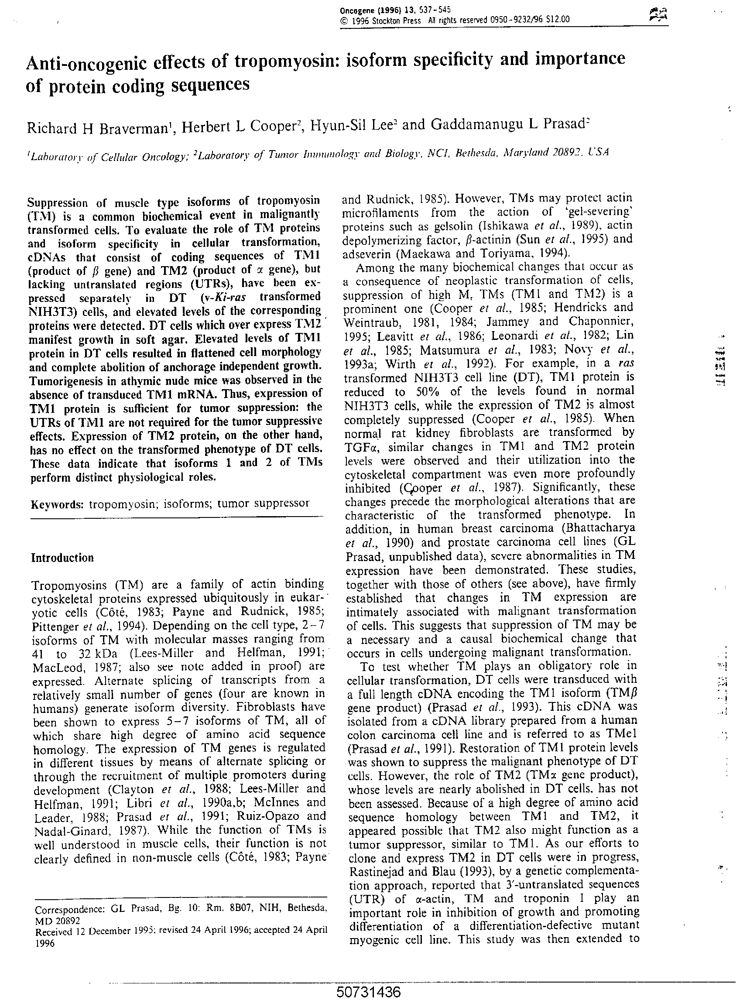 Oncogene (1996) 13, 537-545
© 1996 Stockton Press All rights reserved 0950-9232/96 $12.00
Anti-oncogenic effects of tropomyosin: isoform specificity and importance
of protein coding sequences
Richard H Braverman¹, Herbert L Cooper², Hyun-Sil Lee² and Gaddamanugu L Prasad²
¹Laboratory of Cellular Oncology; ²Laboratory of Tumor Immunology and Biology, NCI, Bethesda, Maryland 20892, USA
Suppression of muscle type isoforms of tropomyosin
(TM) is a common biochemical event in malignantly
transformed cells. To evaluate the role of TM proteins
and isoform specificity in cellular transformation,
cDNAs that consist of coding sequences of TM1
(product of β gene) and TM2 (product of α gene), but
lacking untranslated regions (UTRs), have been ex-
pressed separately in DT (v-Ki-ras transformed
NIH3T3) cells, and elevated levels of the corresponding
proteins were detected. DT cells which over express TM2
manifest growth in soft agar. Elevated levels of TM1
protein in DT cells resulted in flattened cell morphology
and complete abolition of anchorage independent growth.
Tumorigenesis in athymic nude mice was observed in the
absence of transduced TM1 mRNA. Thus, expression of
TM1 protein is sufficient for tumor suppression: the
UTRs of TM1 are not required for the tumor suppressive
effects. Expression of TM2 protein, on the other hand,
has no effect on the transformed phenotype of DT cells.
These data indicate that isoforms 1 and 2 of TMs
perform distinct physiological roles.
Keywords: tropomyosin; isoforms; tumor suppressor
Introduction
Tropomyosins (TM) are a family of actin binding
cytoskeletal proteins expressed ubiquitously in eukar-
yotic cells (Côté, 1983; Payne and Rudnick, 1985;
Pittenger et al., 1994). Depending on the cell type, 2-7
isoforms of TM with molecular masses ranging from
41 to 32 kDa (Lees-Miller and Helfman, 1991;
MacLeod, 1987; also see note added in proof) are
expressed. Alternate splicing of transcripts from a
relatively small number of genes (four are known in
humans) generate isoform diversity. Fibroblasts have
been shown to express 5-7 isoforms of TM, all of
which share high degree of amino acid sequence
homology. The expression of TM genes is regulated
in different tissues by means of alternate splicing or
through the recruitment of multiple promoters during
development (Clayton et al., 1988; Lees-Miller and
Helfman, 1991; Libri et al., 1990a,b; McInnes and
Leader, 1988; Prasad et al., 1991; Ruiz-Opazo and
Nadal-Ginard, 1987). While the function of TMs is
well understood in muscle cells, their function is not
clearly defined in non-muscle cells (Côté, 1983; Payne
Correspondence: GL Prasad, Bg. 10: Rm. 8B07, NIH, Bethesda,
MD 20892
Received 12 December 1995; revised 24 April 1996; accepted 24 April
1996
and Rudnick, 1985). However, TMs may protect actin
microfilaments from the action of 'gel-severing'
proteins such as gelsolin (Ishikawa et al., 1989), actin
depolymerizing factor, β-actinin (Sun et al., 1995) and
adseverin (Maekawa and Toriyama, 1994).
Among the many biochemical changes that occur as
a consequence of neoplastic transformation of cells,
suppression of high Mr TMs (TM1 and TM2) is a
prominent one (Cooper et al., 1985; Hendricks and
Weintraub, 1981, 1984; Jammey and Chaponnier,
1995; Leavitt et al., 1986; Leonardi et al., 1982; Lin
et al., 1985; Matsumura et al., 1983; Novy et al.,
1993a; Wirth et al., 1992). For example, in a ras
transformed NIH3T3 cell line (DT), TM1 protein is
reduced to 50% of the levels found in normal
NIH3T3 cells, while the expression of TM2 is almost
completely suppressed (Cooper et al., 1985). When
normal rat kidney fibroblasts are transformed by
TGFα, similar changes in TM1 and TM2 protein
levels were observed and their utilization into the
cytoskeletal compartment was even more profoundly
inhibited (Cooper et al., 1987). Significantly, these
changes precede the morphological alterations that are
characteristic of the transformed phenotype. In
addition, in human breast carcinoma (Bhattacharya
et al., 1990) and prostate carcinoma cell lines (GL
Prasad, unpublished data), severe abnormalities in TM
expression have been demonstrated. These studies,
together with those of others (see above), have firmly
established that changes in TM expression are
intimately associated with malignant transformation
of cells. This suggests that suppression of TM may be
a necessary and a causal biochemical change that
occurs in cells undergoing malignant transformation.
To test whether TM plays an obligatory role in
cellular transformation, DT cells were transduced with
a full length cDNA encoding the TM1 isoform (TMβ
gene product) (Prasad et al., 1993). This cDNA was
isolated from a cDNA library prepared from a human
colon carcinoma cell line and is referred to as TMe1
(Prasad et al., 1991). Restoration of TM1 protein levels
was shown to suppress the malignant phenotype of DT
cells. However, the role of TM2 (TMα gene product),
whose levels are nearly abolished in DT cells. has not
been assessed. Because of a high degree of amino acid
sequence homology between TM1 and TM2, it
appeared possible that TM2 also might function as a
tumor suppressor, similar to TM1. As our efforts to
clone and express TM2 in DT cells were in progress,
Rastinejad and Blau (1993), by a genetic complementa-
tion approach, reported that 3′-untranslated sequences
(UTR) of α-actin, TM and troponin I play an
important role in inhibition of growth and promoting
differentiation of a differentiation-defective mutant
myogenic cell line. This study was then extended to
50731436